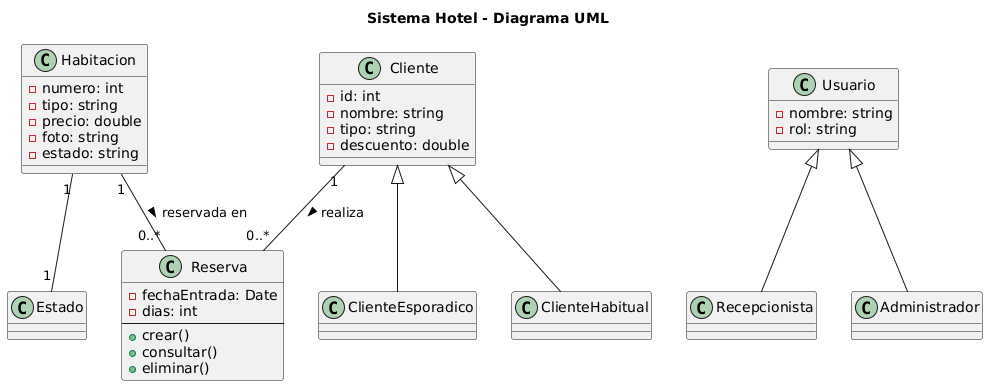 Sistema Hotel - Diagrama UML
C Habitacion
numero: int
tipo: string
precio: double
foto: string
estado: string
C Cliente
id: int
nombre: string
tipo: string
descuento: double
C Usuario
nombre: string
rol: string
1
1
1
reservada en
realiza
0..*
0..*
1
C Estado
C Reserva
fechaEntrada: Date
dias: int
crear()
consultar()
eliminar()
C ClienteEsporadico
C ClienteHabitual
C Recepcionista
C Administrador